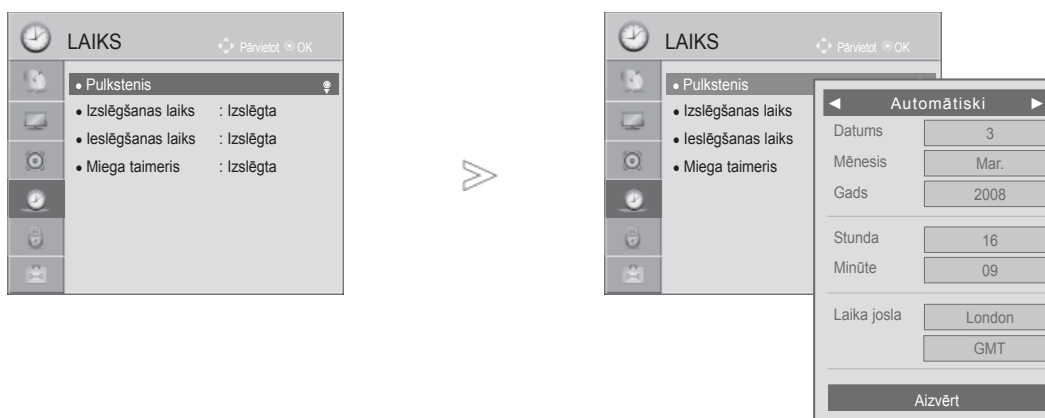 LAIKS
Pārvietot OK
• Pulkstenis
• Izslēgšanas laiks : Izslēgta
• Ieslēgšanas laiks : Izslēgta
• Miega taimeris : Izslēgta
LAIKS
Pārvietot OK
• Pulkstenis
• Izslēgšanas laiks
• Ieslēgšanas laiks
• Miega taimeris
◄ Automātiski ►
Datums 3
Mēnesis Mar.
Gads 2008
Stunda 16
Minūte 09
Laika josla London
GMT
Aizvērt